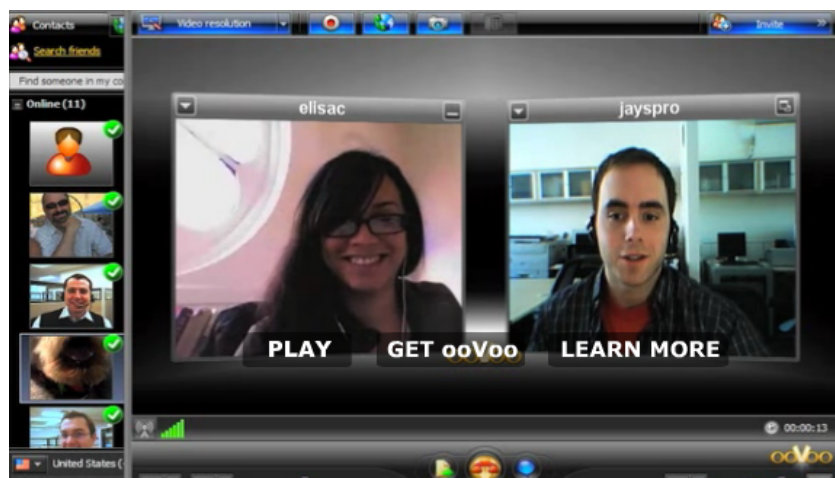 Contacts
Video resolution
Invite
Search friends
Find someone in my co
Online (11)
elisac
jayspro
PLAY
GET ooVoo
LEARN MORE
00:00:13
United States (
ooVoo